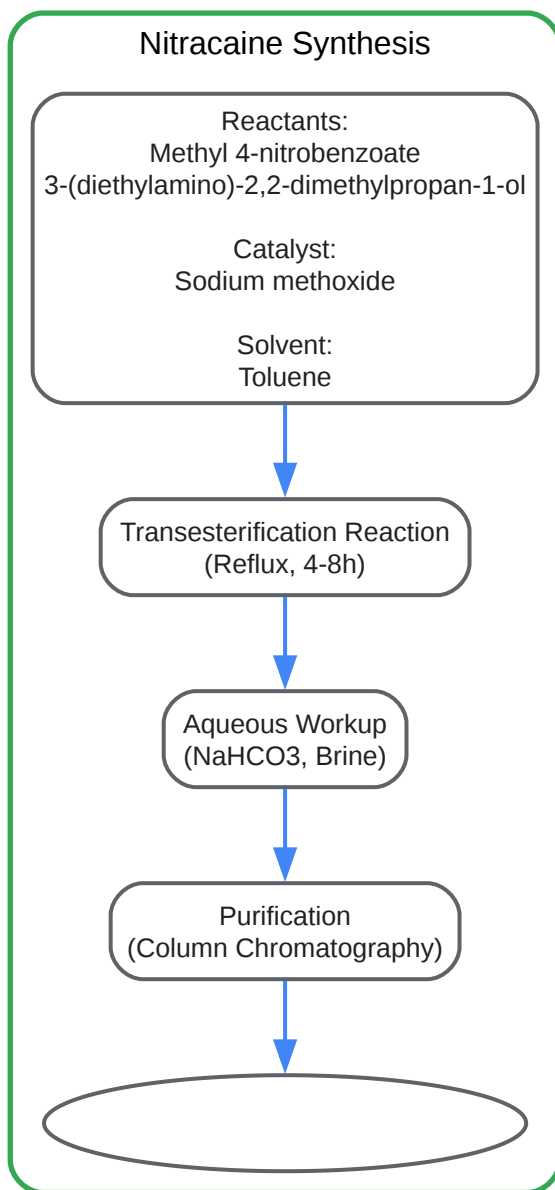 Nitracaine Synthesis
Reactants:
Methyl 4-nitrobenzoate
3-(diethylamino)-2,2-dimethylpropan-1-ol
Catalyst:
Sodium methoxide
Solvent:
Toluene
Transesterification Reaction
(Reflux, 4-8h)
Aqueous Workup
(NaHCO3, Brine)
Purification
(Column Chromatography)